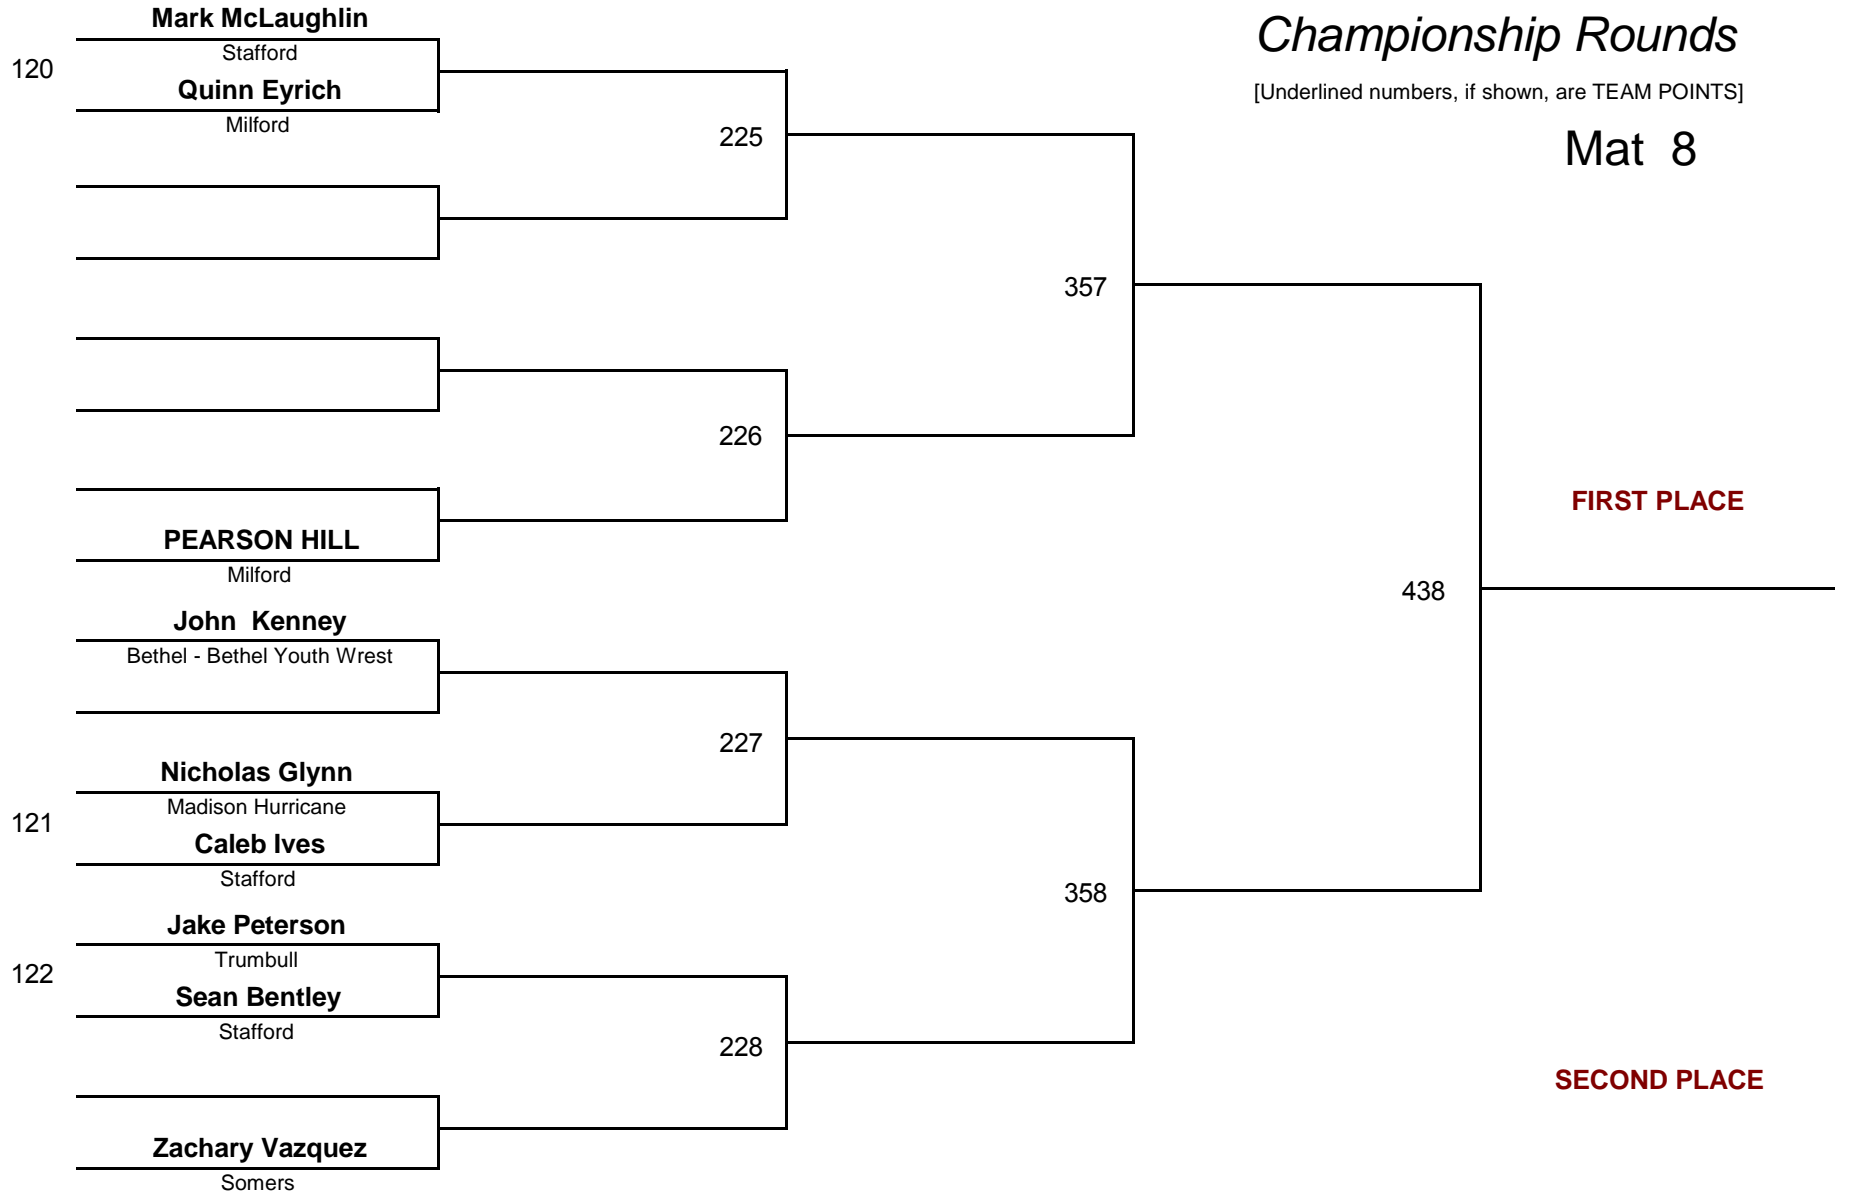 Mark McLaughlin
Championship Rounds
Stafford
120
Quinn Eyrich
[Underlined numbers, if shown, are TEAM POINTS]
Milford
225
Mat 8
357
226
FIRST PLACE
PEARSON HILL
Milford
438
John Kenney
Bethel - Bethel Youth Wrest
227
Nicholas Glynn
Madison Hurricane
121
Caleb Ives
Stafford
358
Jake Peterson
Trumbull
122
Sean Bentley
Stafford
228
SECOND PLACE
Zachary Vazquez
Somers